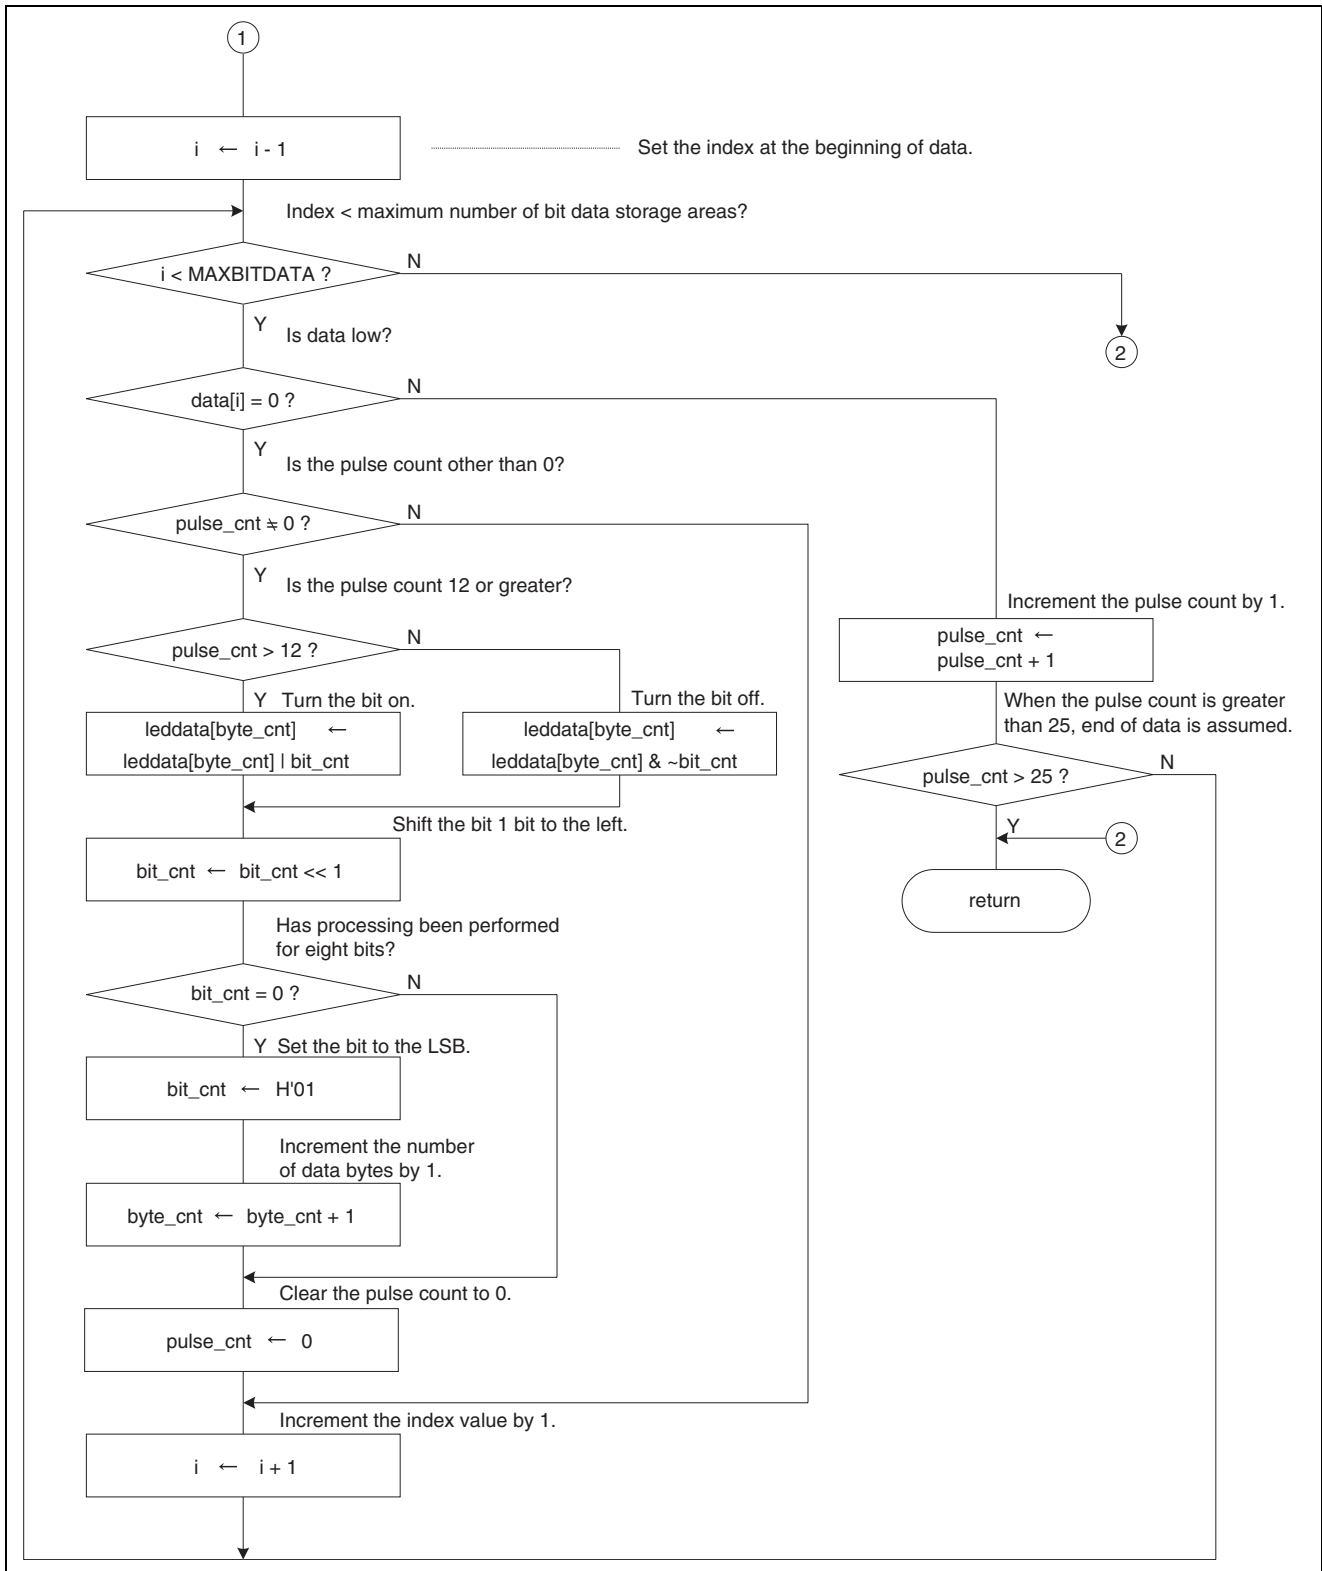 1
i ← i - 1
Set the index at the beginning of data.
Index < maximum number of bit data storage areas?
i < MAXBITDATA ?
N
Y
2
Is data low?
data[i] = 0 ?
N
Y
Is the pulse count other than 0?
pulse_cnt ≠ 0 ?
N
Y
Is the pulse count 12 or greater?
Increment the pulse count by 1.
pulse_cnt ←
pulse_cnt + 1
pulse_cnt > 12 ?
N
Y
Turn the bit on.
Turn the bit off.
When the pulse count is greater
than 25, end of data is assumed.
leddata[byte_cnt] ←
leddata[byte_cnt] | bit_cnt
leddata[byte_cnt] ←
leddata[byte_cnt] & ~bit_cnt
pulse_cnt > 25 ?
N
Y
2
Shift the bit 1 bit to the left.
bit_cnt ← bit_cnt << 1
return
Has processing been performed
for eight bits?
bit_cnt = 0 ?
N
Y
Set the bit to the LSB.
bit_cnt ← H'01
Increment the number
of data bytes by 1.
byte_cnt ← byte_cnt + 1
Clear the pulse count to 0.
pulse_cnt ← 0
Increment the index value by 1.
i ← i + 1